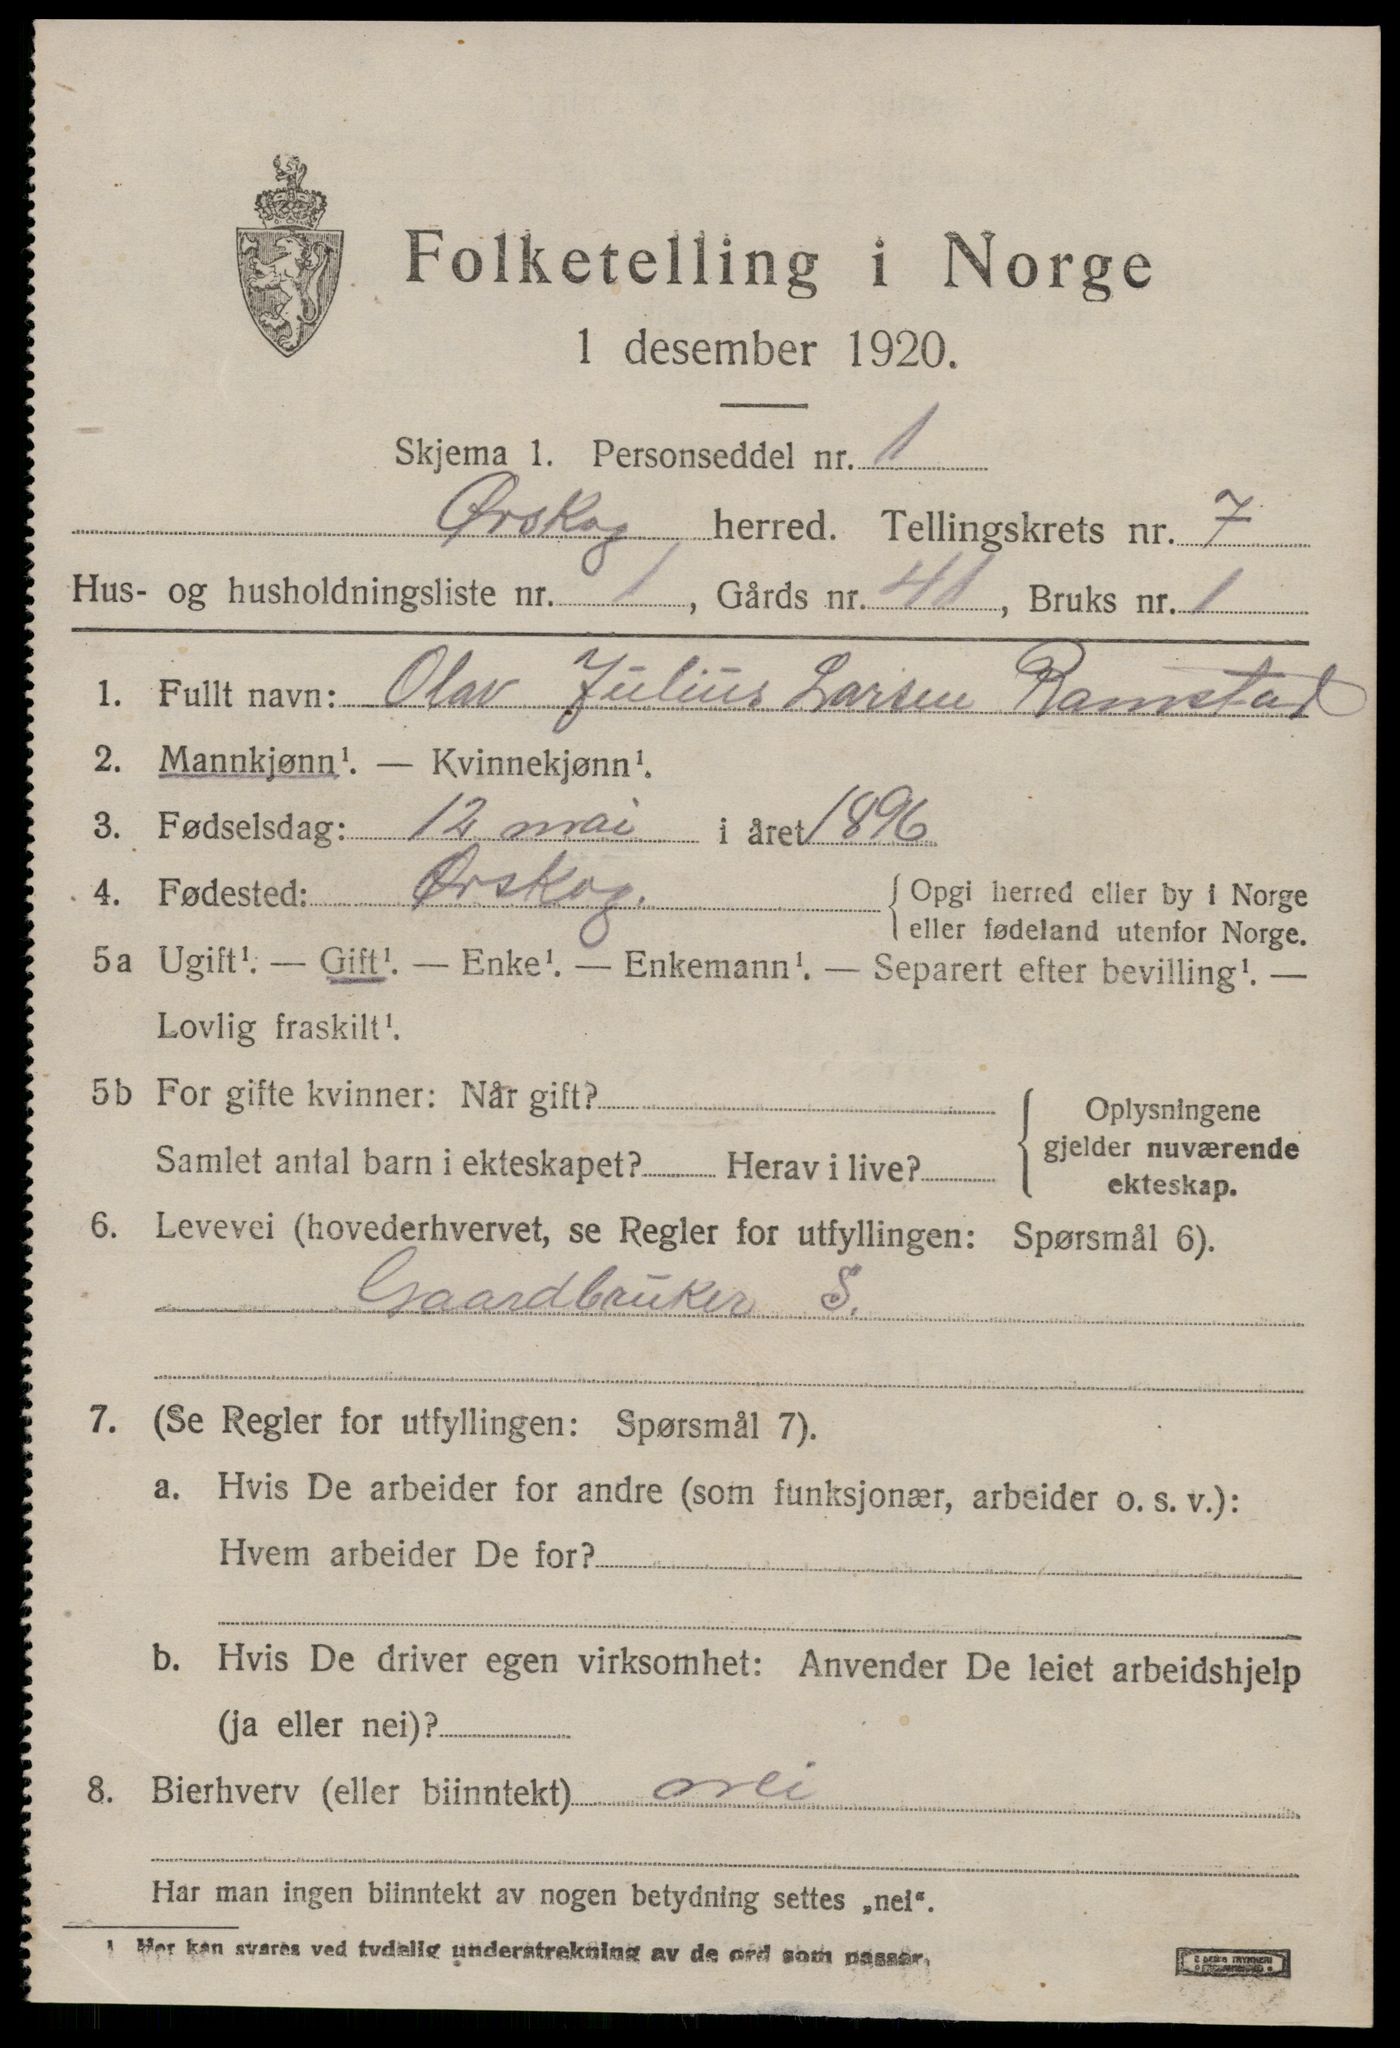 Folketelling i Norge
1 desember 1920.
Skjema 1. Personseddel nr. 1
Ørskog herred. Tellingskrets nr. 7
Hus- og husholdningsliste nr. 1, Gårds nr. 41, Bruks nr. 1
1. Fullt navn: Olav Julius Larsen Ramstad
2. Mannkjønn¹. — Kvinnekjønn¹.
3. Fødselsdag: 12 mai i året 1896
4. Fødested: Ørskog. { Opgi herred eller by i Norge
eller fødeland utenfor Norge.
5a Ugift¹. — Gift¹. — Enke¹. — Enkemann¹. — Separert efter bevilling¹. —
Lovlig fraskilt¹.
5b For gifte kvinner: Når gift?
Samlet antal barn i ekteskapet? Herav i live?
Oplysningene
gjelder nuværende
ekteskap.
6. Levevei (hovederhvervet, se Regler for utfyllingen: Spørsmål 6).
Gaardbruker S.
7. (Se Regler for utfyllingen: Spørsmål 7).
a. Hvis De arbeider for andre (som funksjonær, arbeider o. s. v.):
Hvem arbeider De for?
b. Hvis De driver egen virksomhet: Anvender De leiet arbeidshjelp
(ja eller nei)?
8. Bierhverv (eller biinntekt) nei
Har man ingen biinntekt av nogen betydning settes „nei“.
1 Her kan svares ved tydelig understrekning av de ord som passer.